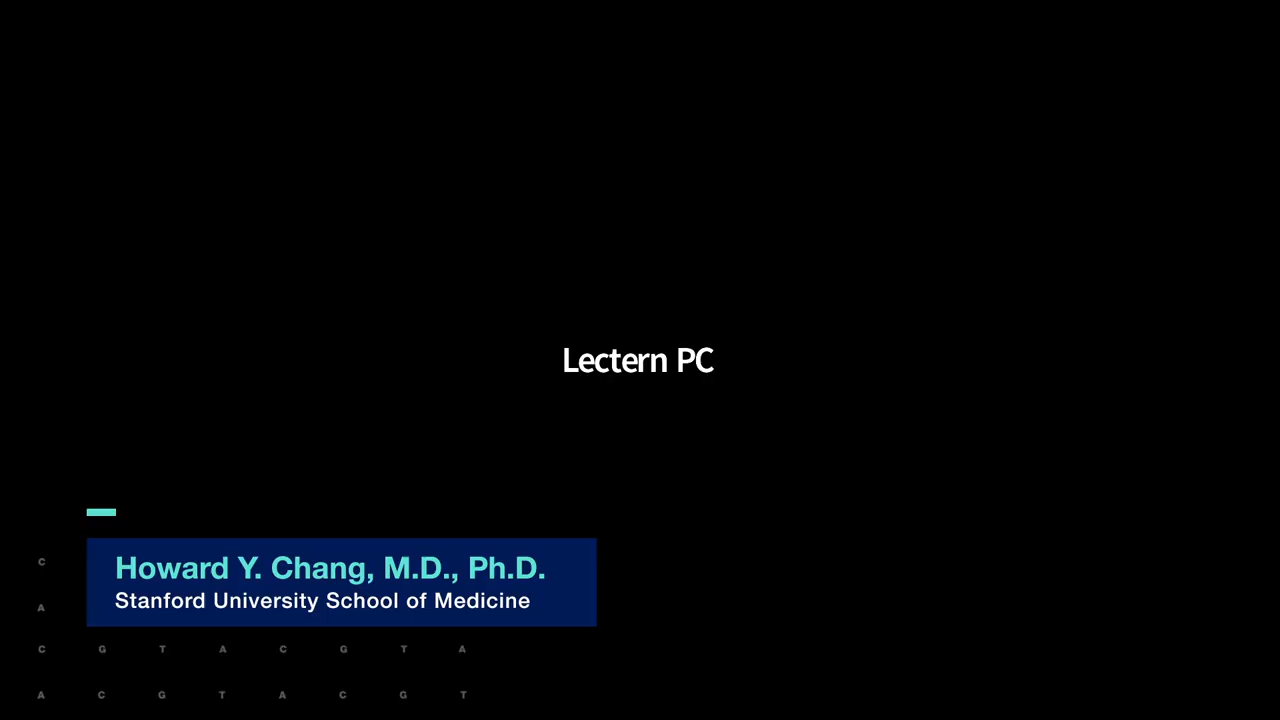 Lectern PC
Howard Y. Chang, M.D., Ph.D.
Stanford University School of Medicine
C
A
C G T A C G T A
A C G T A C G T